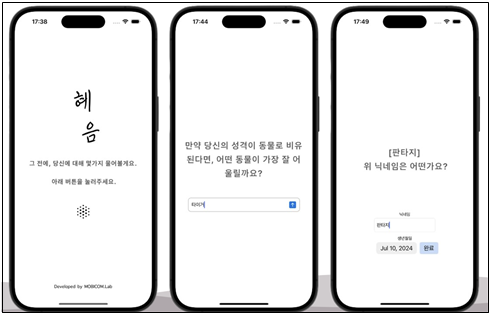 17:38
혜
음
그 전에, 당신에 대해 몇가지 물어볼게요.
아래 버튼을 눌러주세요.
Developed by MOBICOM.Lab
17:44
만약 당신의 성격이 동물로 비유
된다면, 어떤 동물이 가장 잘 어
울릴까요?
타이거
17:49
[판타지]
위 닉네임은 어떤가요?
닉네임
판타지
생년월일
Jul 10, 2024
완료